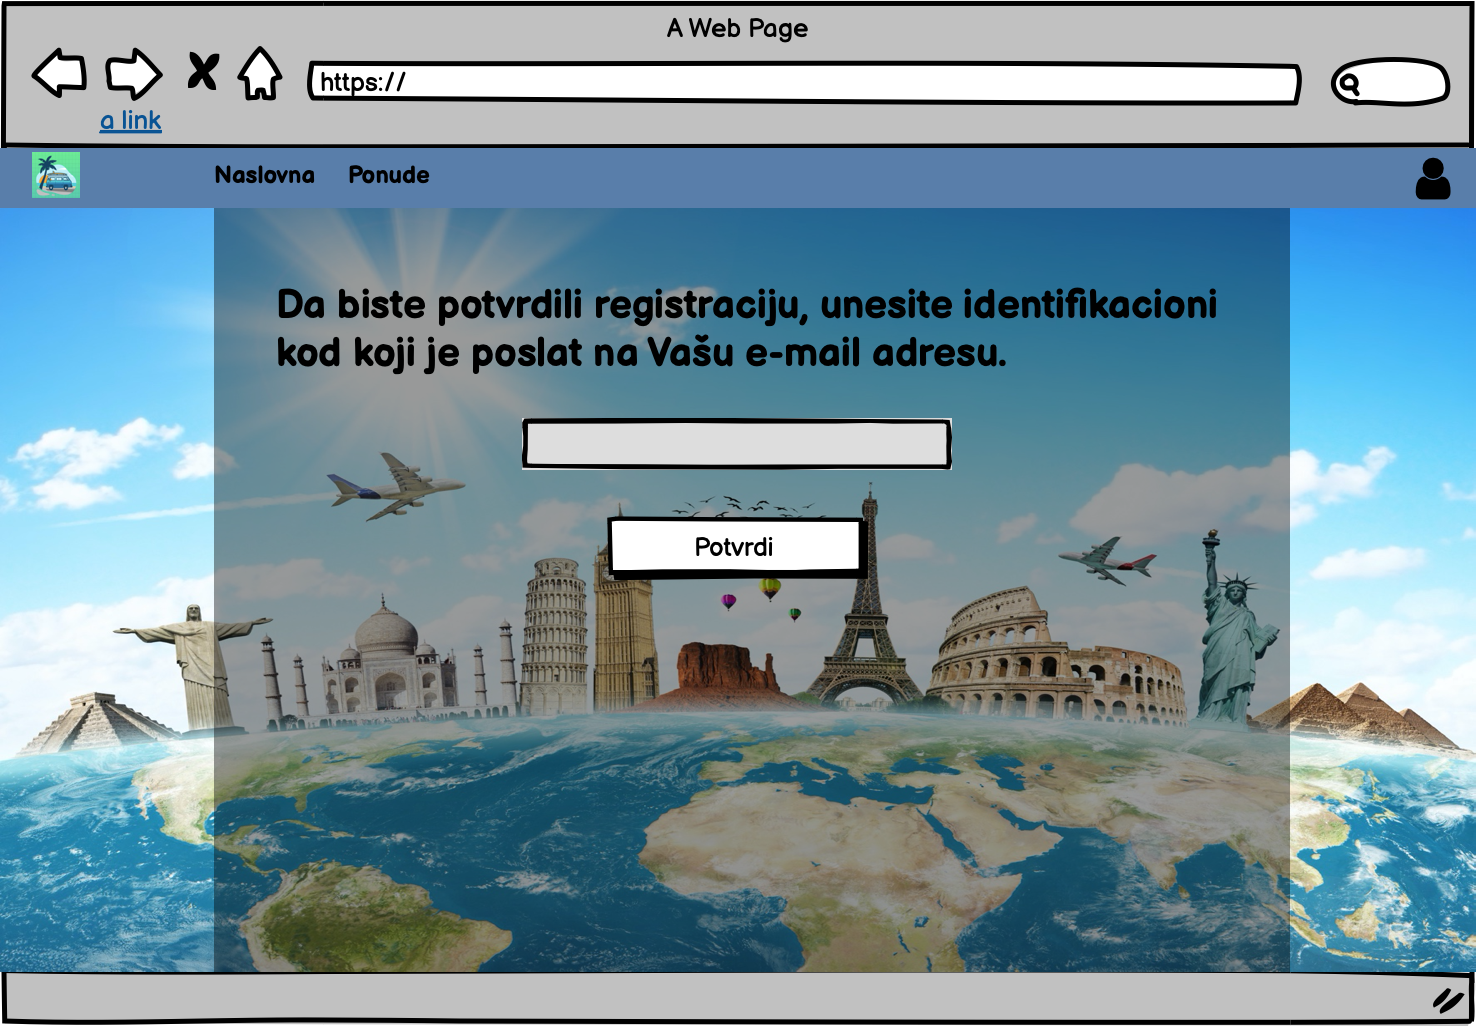 A Web Page
https://
a link
Naslovna Ponude
Da biste potvrdili registraciju, unesite identifikacioni
kod koji je poslat na Vašu e-mail adresu.
Potvrdi